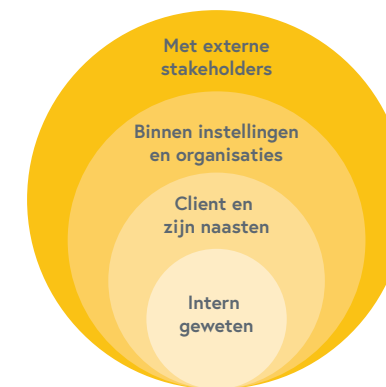 Met externe
stakeholders
Binnen instellingen
en organisaties
Client en
zijn naasten
Intern
geweten